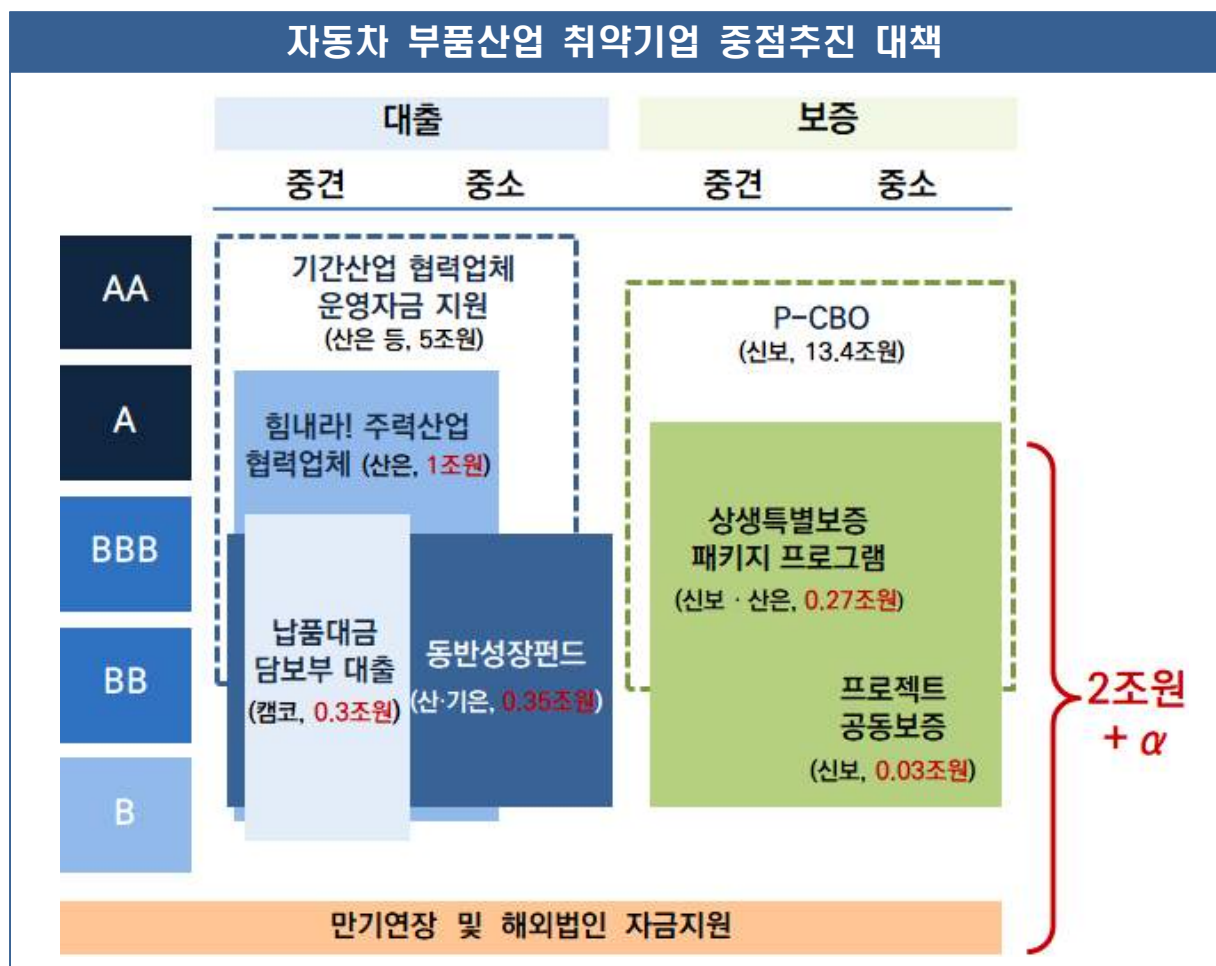 자동차 부품산업 취약기업 중점추진 대책
대출
보증
중견
중소
중견
중소
AA
기간산업 협력업체
운영자금 지원
(산은 등, 5조원)
P-CBO
(신보, 13.4조원)
A
힘내라! 주력산업
협력업체 (산은, 1조원)
BBB
상생특별보증
패키지 프로그램
(신보 · 산은, 0.27조원)
BB
납품대금
담보부 대출
(캠코, 0.3조원)
동반성장펀드
(산·기은, 0.35조원)
프로젝트
공동보증
(신보, 0.03조원)
2조원
+ α
B
만기연장 및 해외법인 자금지원